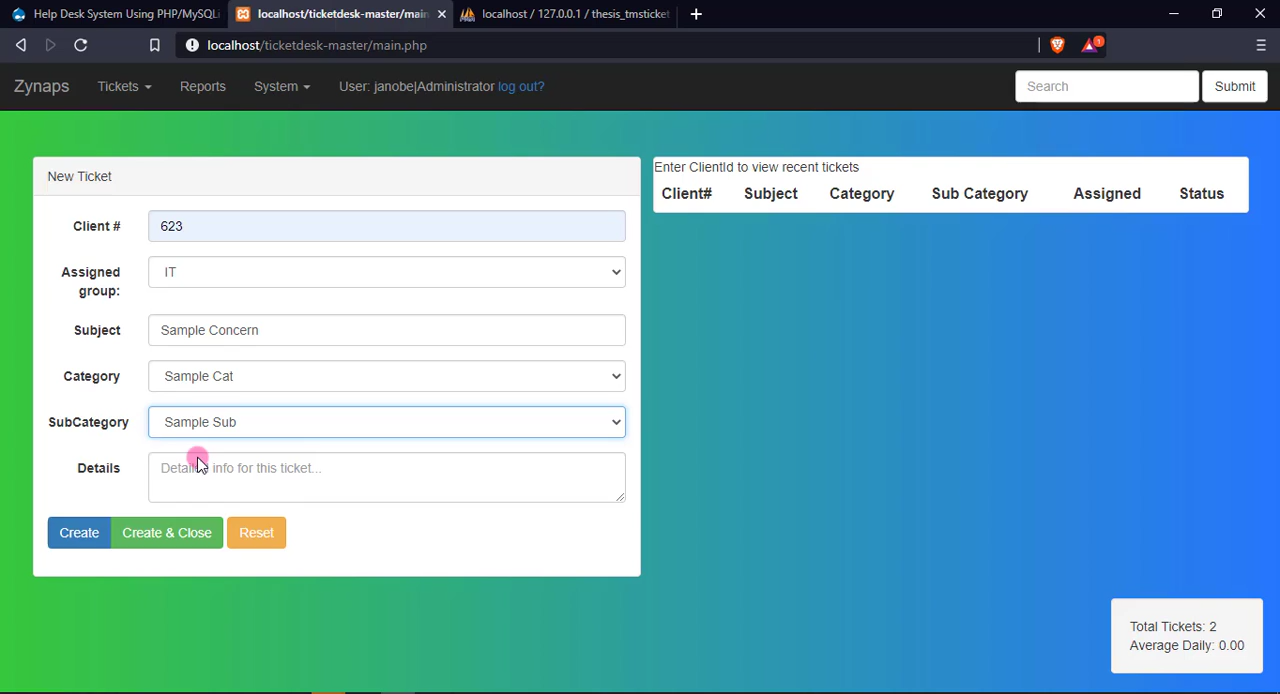 Help Desk System Using PHP/MySQLi
localhost/ticketdesk-master/main
localhost / 127.0.0.1 / thesis_tmsticket
localhost/ticketdesk-master/main.php
1
Zynaps
Tickets
Reports
System
User: janobe|Administrator log out?
Search
Submit
New Ticket
Client #
623
Assigned group:
IT
Subject
Sample Concern
Category
Sample Cat
SubCategory
Sample Sub
Details
info for this ticket...
Create
Create & Close
Reset
Enter ClientId to view recent tickets
Client# Subject Category Sub Category Assigned Status
Total Tickets: 2
Average Daily: 0.00